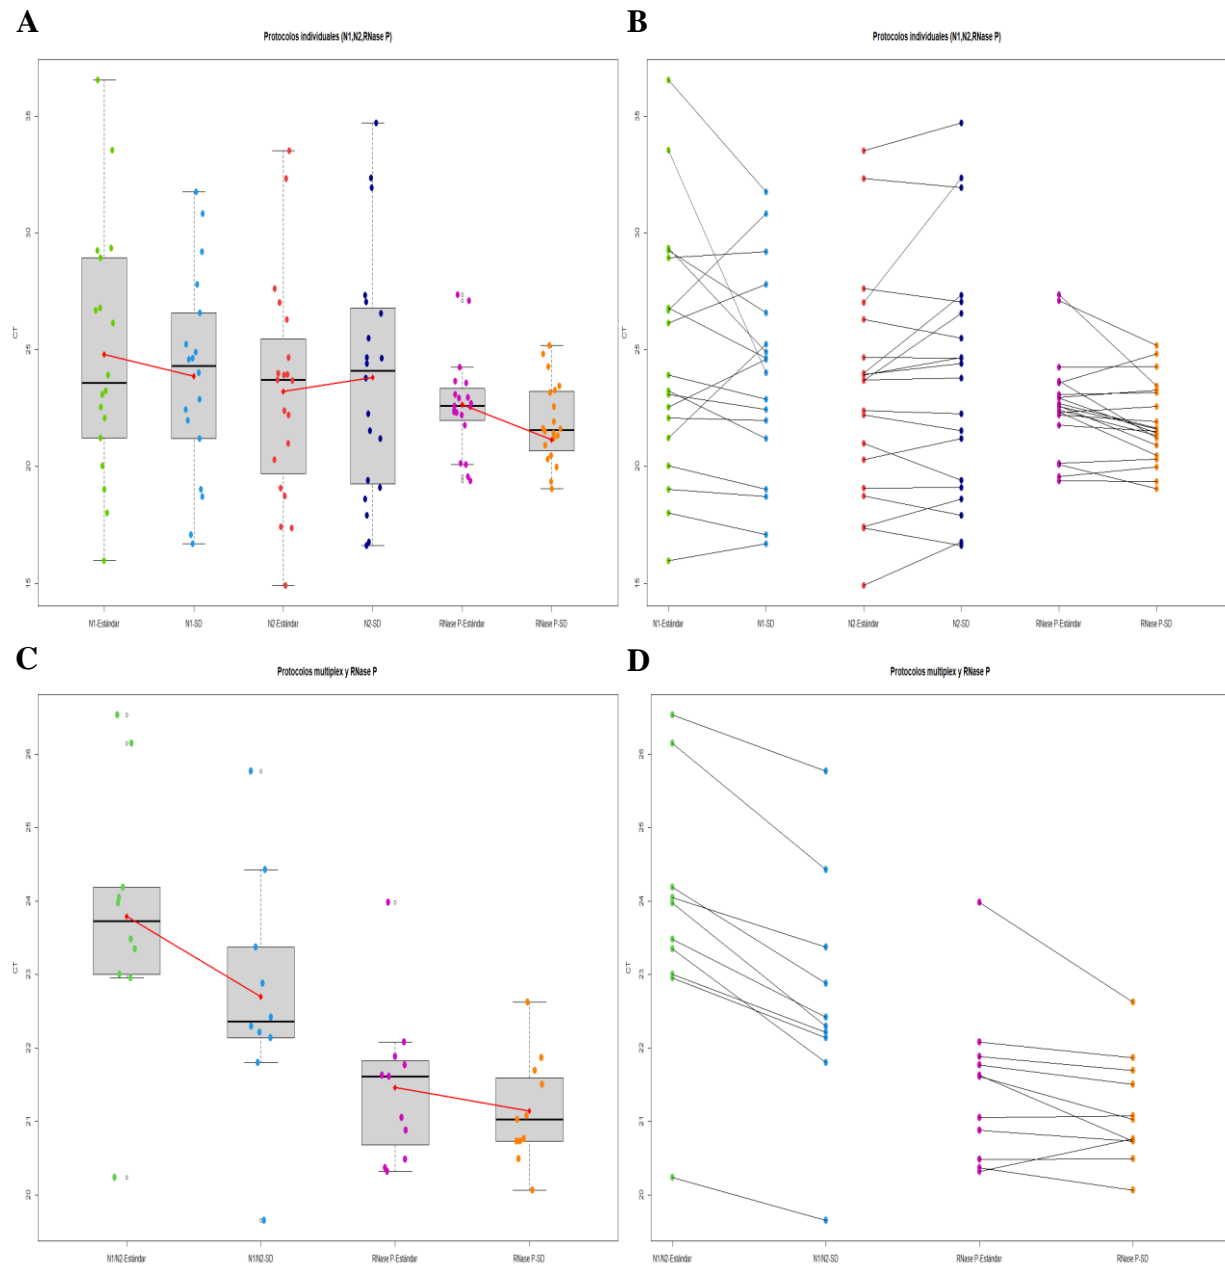 A
Protocolos individuales (N1,N2,RNase P)
CT
35
30
25
20
15
N1-Estándar
N1-SD
N2-Estándar
N2-SD
RNase P-Estándar
RNase P-SD
B
Protocolos individuales (N1,N2,RNase P)
CT
35
30
25
20
15
N1-Estándar
N1-SD
N2-Estándar
N2-SD
RNase P-Estándar
RNase P-SD
C
Protocolos multiplex y RNase P
CT
26
25
24
23
22
21
20
N1/N2-Estándar
N1/N2-SD
RNase P-Estándar
RNase P-SD
D
Protocolos multiplex y RNase P
CT
26
25
24
23
22
21
20
N1/N2-Estándar
N1/N2-SD
RNase P-Estándar
RNase P-SD